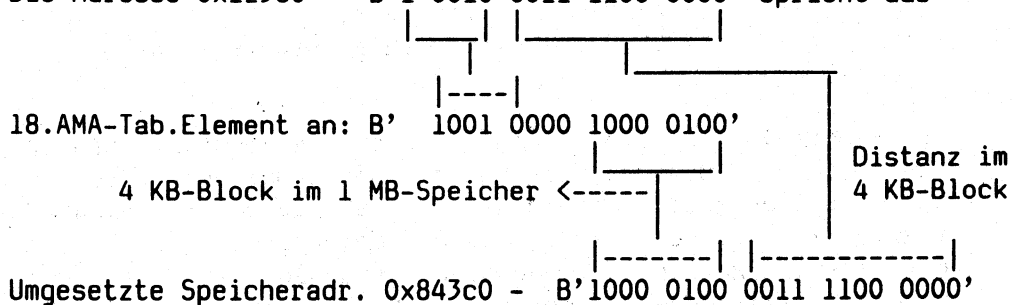 Die Adresse 0x123c0 - B'1 0010 0011 1100 0000' spricht das
18.AMA-Tab.Element an: B' 1001 0000 1000 0100'
Distanz im
4 KB-Block im 1 MB-Speicher <----- 4 KB-Block
Umgesetzte Speicheradr. 0x843c0 - B'1000 0100 0011 1100 0000'